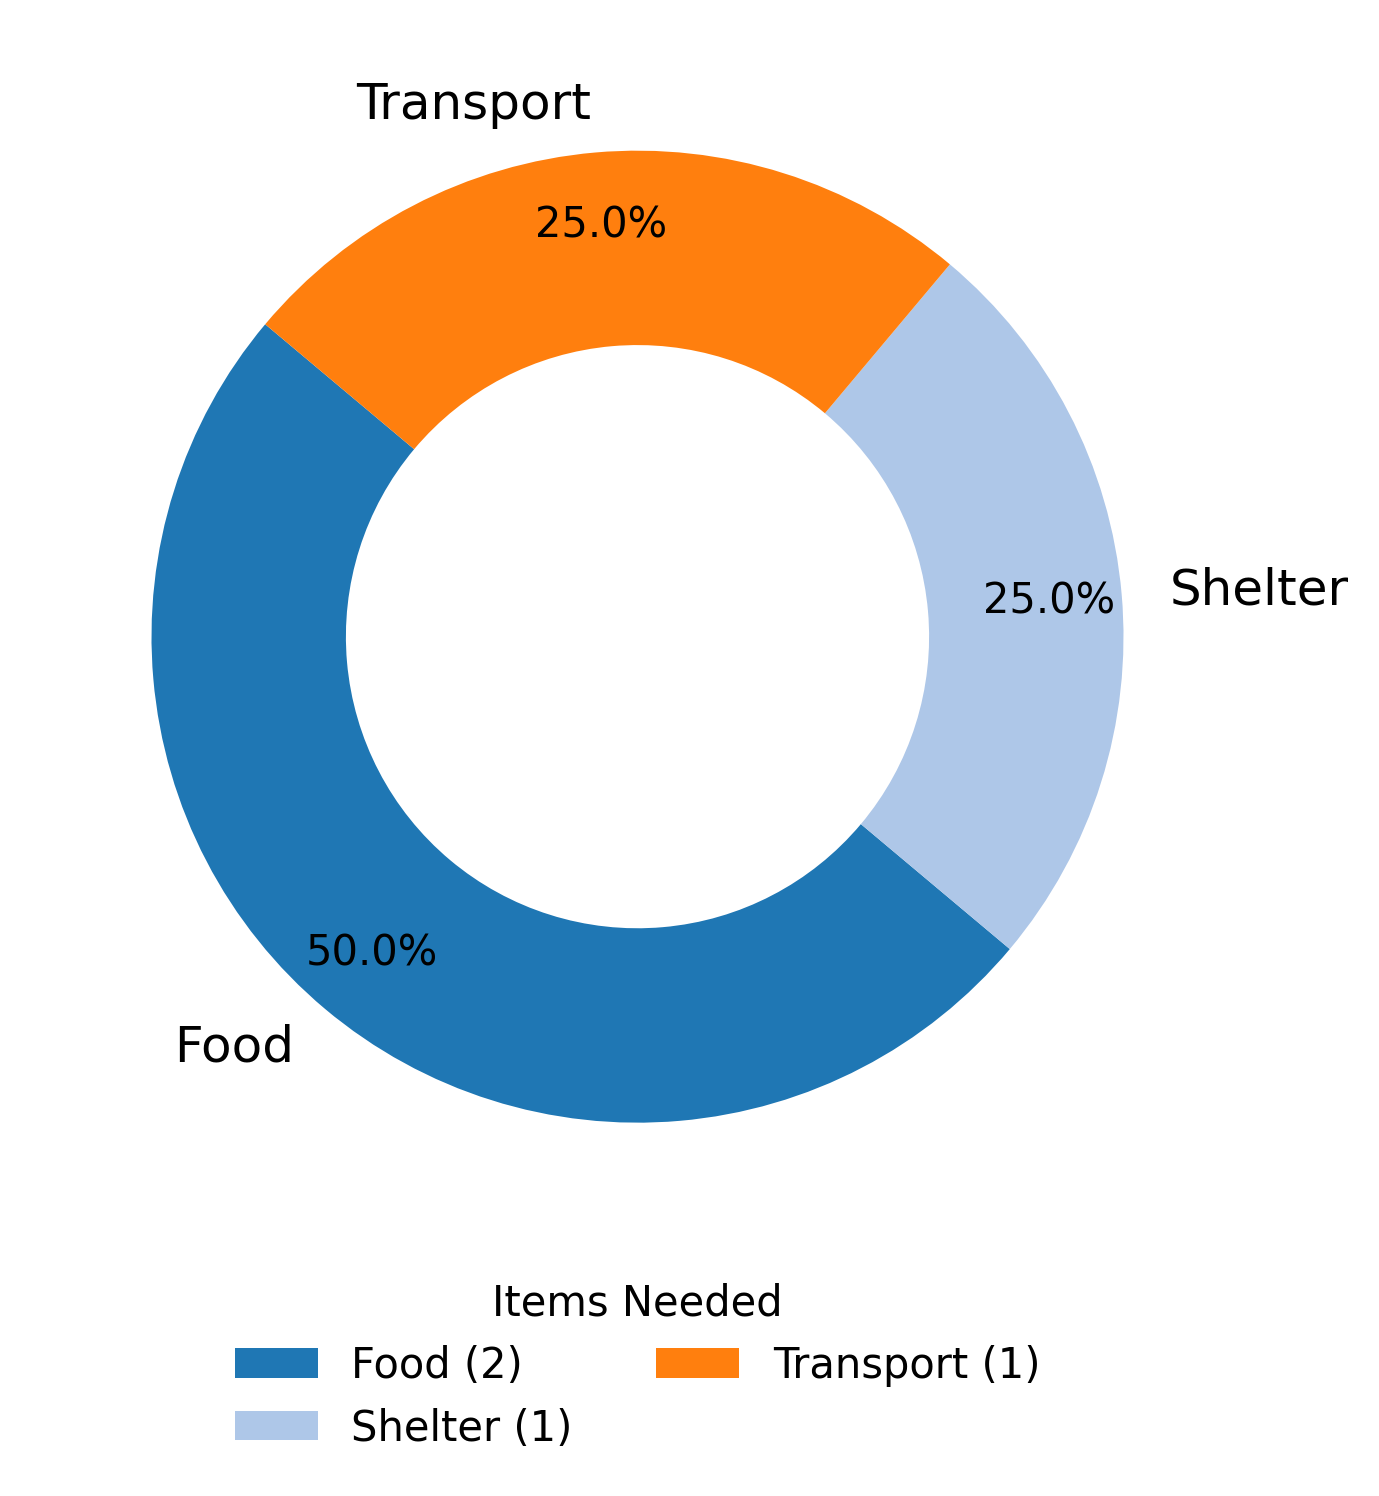 Transport
25.0%
25.0%
Shelter
50.0%
Food
Items Needed
Food (2)
Transport (1)
Shelter (1)